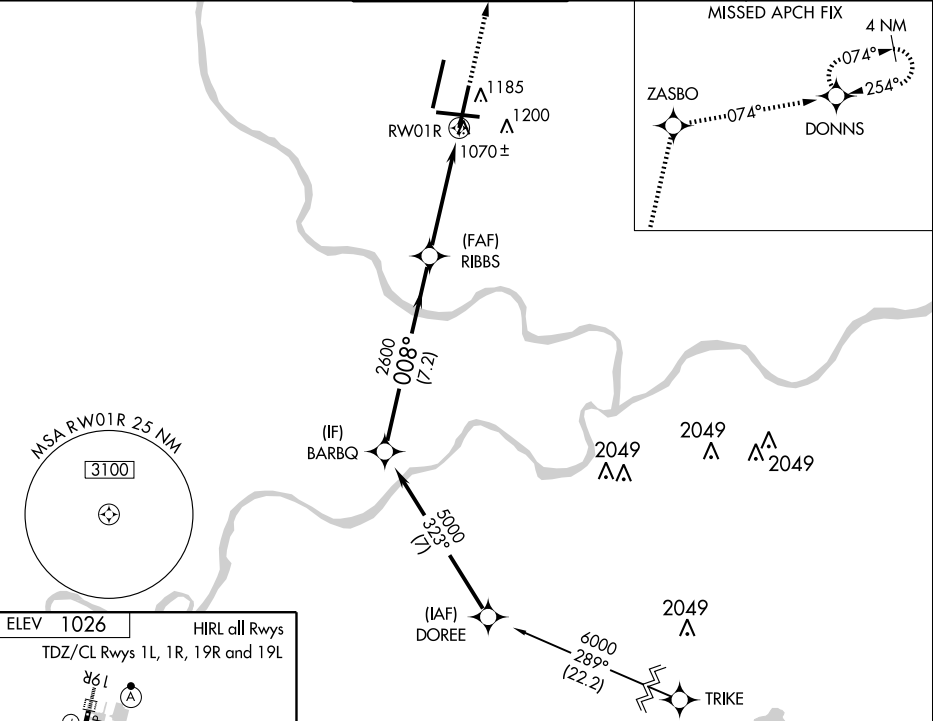 MISSED APCH FIX
4 NM
074°
254°
ZASBO
074°
DONNS
1185
1200
RW01R
1070 ±
(FAF)
RIBBS
2600
008°
(7.2)
MSA RW01R 25 NM
3100
(IF)
BARBQ
2049
2049
2049
5000
323°
(7)
(IAF)
DOREE
2049
6000
289°
(22.2)
TRIKE
ELEV 1026
HIRL all Rwys
TDZ/CL Rwys 1L, 1R, 19R and 19L
19R
A
P